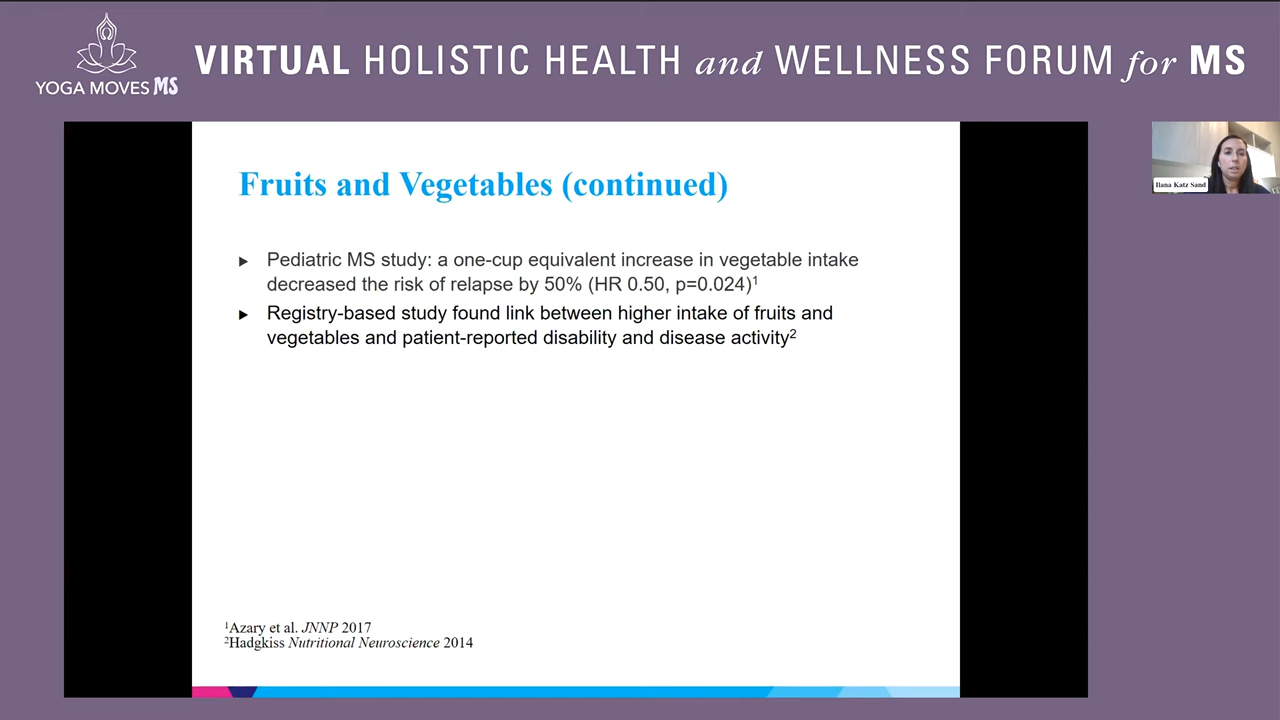 YOGA MOVES MS
VIRTUAL HOLISTIC HEALTH and WELLNESS FORUM for MS
Ilana Katz Sand
Fruits and Vegetables (continued)
Pediatric MS study: a one-cup equivalent increase in vegetable intake
decreased the risk of relapse by 50% (HR 0.50, p=0.024)¹
Registry-based study found link between higher intake of fruits and
vegetables and patient-reported disability and disease activity²
¹Azary et al. JNNP 2017
²Hadgkiss Nutritional Neuroscience 2014